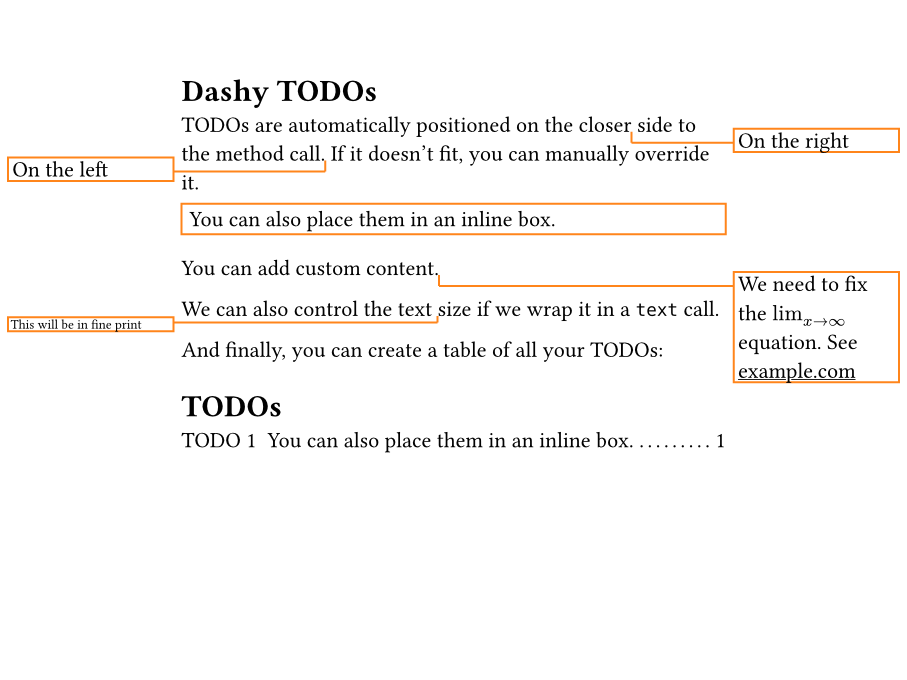 Dashy TODOs
TODOs are automatically positioned on the closer side to
On the right
the method call. If it doesn't fit, you can manually override
On the left
it.
You can also place them in an inline box.
You can add custom content.
We need to fix
the lim x→∞
equation. See
example.com
We can also control the text size if we wrap it in a text call.
This will be in fine print
And finally, you can create a table of all your TODOs:
TODOs
TODO 1 You can also place them in an inline box. . . . . . . . . . 1